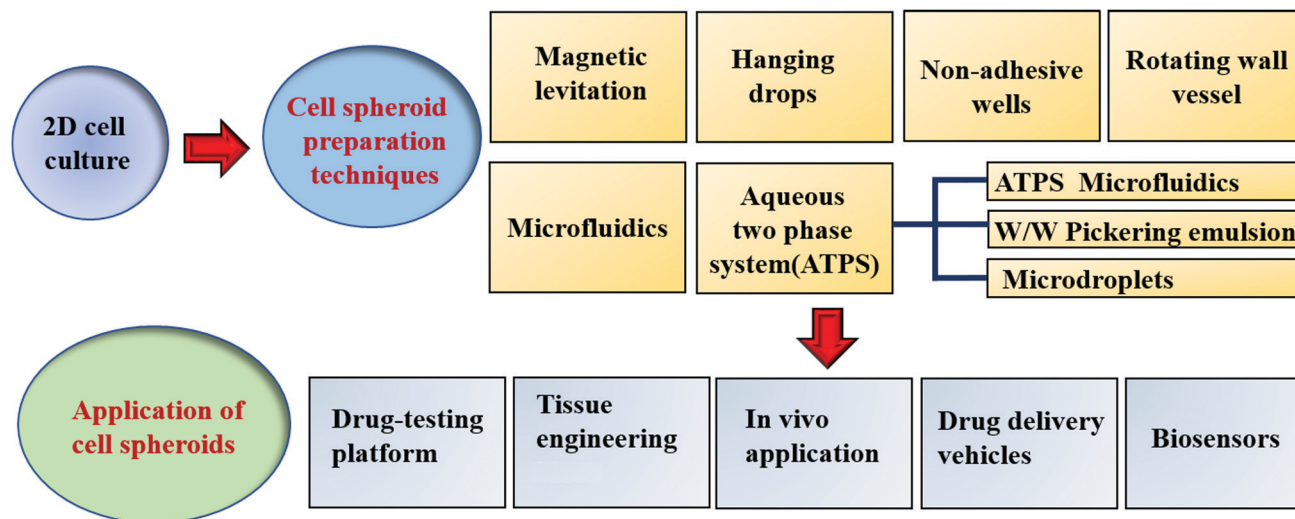 2D cell
culture
Cell spheroid
preparation
techniques
Magnetic
levitation
Hanging
drops
Non-adhesive
wells
Rotating wall
vessel
Microfluidics
Aqueous
two phase
system(ATPS)
ATPS Microfluidics
W/W Pickering emulsion
Microdroplets
Application of
cell spheroids
Drug-testing
platform
Tissue
engineering
In vivo
application
Drug delivery
vehicles
Biosensors